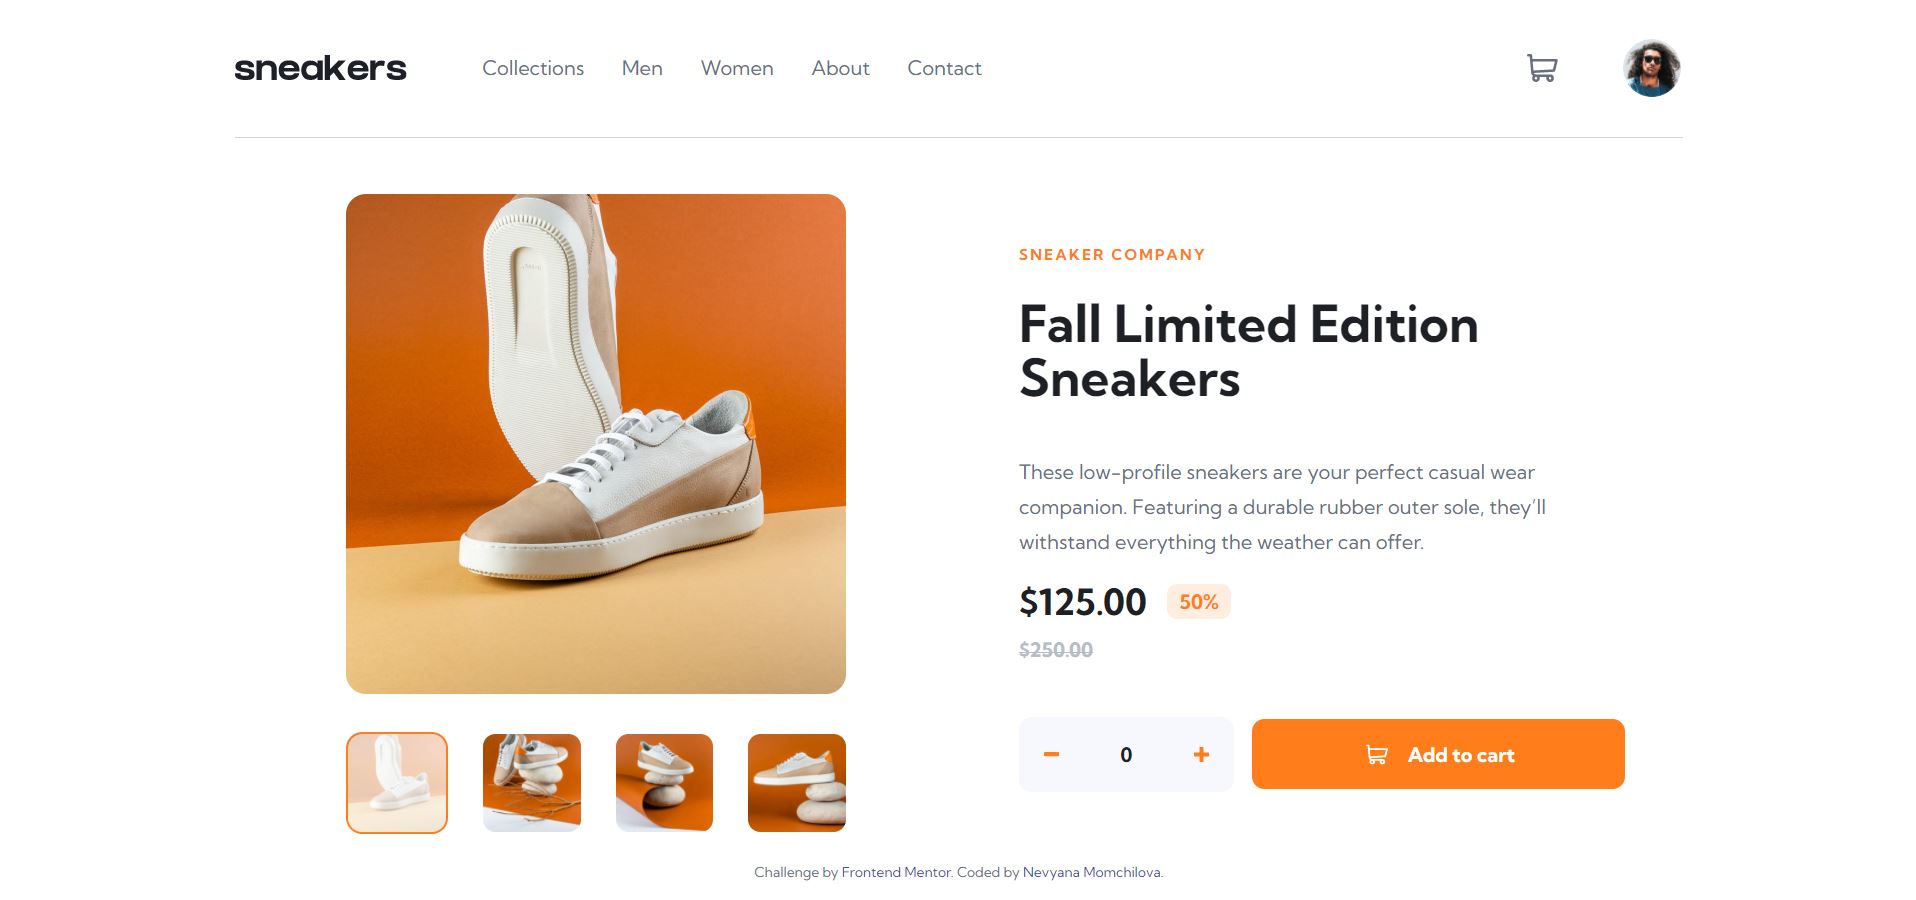 sneakers
Collections Men Women About Contact
SNEAKER COMPANY
Fall Limited Edition
Sneakers
These low-profile sneakers are your perfect casual wear
companion. Featuring a durable rubber outer sole, they’ll
withstand everything the weather can offer.
$125.00 50%
$250.00
0
Add to cart
Challenge by Frontend Mentor. Coded by Nevyana Momchilova.